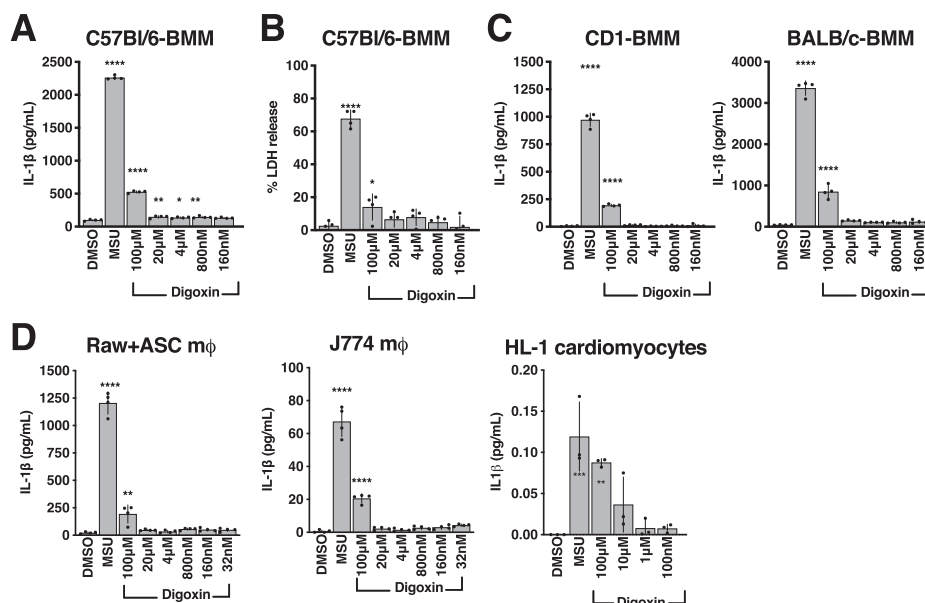 A
C57Bl/6-BMM
IL-1β (pg/mL)
2500
2000
1500
1000
500
0
****
****
**
*
**
DMSO
MSU
100µM
20µM
4µM
800nM
160nM
Digoxin
B
C57Bl/6-BMM
% LDH release
100
80
60
40
20
0
****
*
DMSO
MSU
100µM
20µM
4µM
800nM
160nM
Digoxin
C
CD1-BMM
IL-1β (pg/mL)
1500
1250
1000
750
500
250
0
****
****
DMSO
MSU
100µM
20µM
4µM
800nM
160nM
Digoxin
BALB/c-BMM
IL-1β (pg/mL)
4000
3000
2000
1000
0
****
****
DMSO
MSU
100µM
20µM
4µM
800nM
160nM
Digoxin
D
Raw+ASC mϕ
IL-1β (pg/mL)
1500
1250
1000
750
500
250
0
****
**
DMSO
MSU
100µM
20µM
4µM
800nM
160nM
32nM
Digoxin
J774 mϕ
IL-1β (pg/mL)
100
80
60
40
20
0
****
****
DMSO
MSU
100µM
20µM
4µM
800nM
160nM
32nM
Digoxin
HL-1 cardiomyocytes
IL1β (pg/mL)
0.20
0.15
0.10
0.05
0.00
***
**
DMSO
MSU
100µM
10µM
1µM
100nM
Digoxin